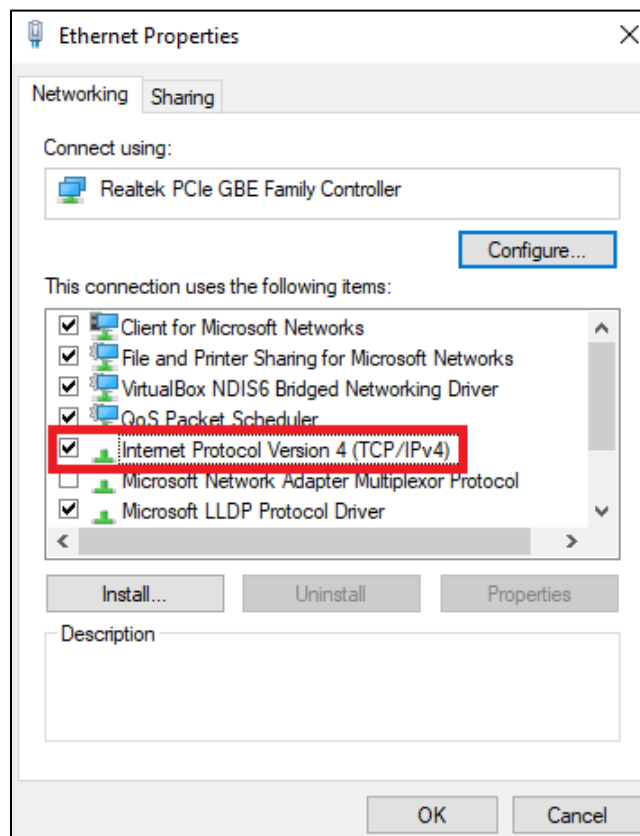 Ethernet Properties
Networking Sharing
Connect using:
Realtek PCIe GBE Family Controller
Configure...
This connection uses the following items:
Client for Microsoft Networks
File and Printer Sharing for Microsoft Networks
VirtualBox NDIS6 Bridged Networking Driver
QoS Packet Scheduler
Internet Protocol Version 4 (TCP/IPv4)
Microsoft Network Adapter Multiplexor Protocol
Microsoft LLDP Protocol Driver
Install... Uninstall Properties
Description
OK Cancel